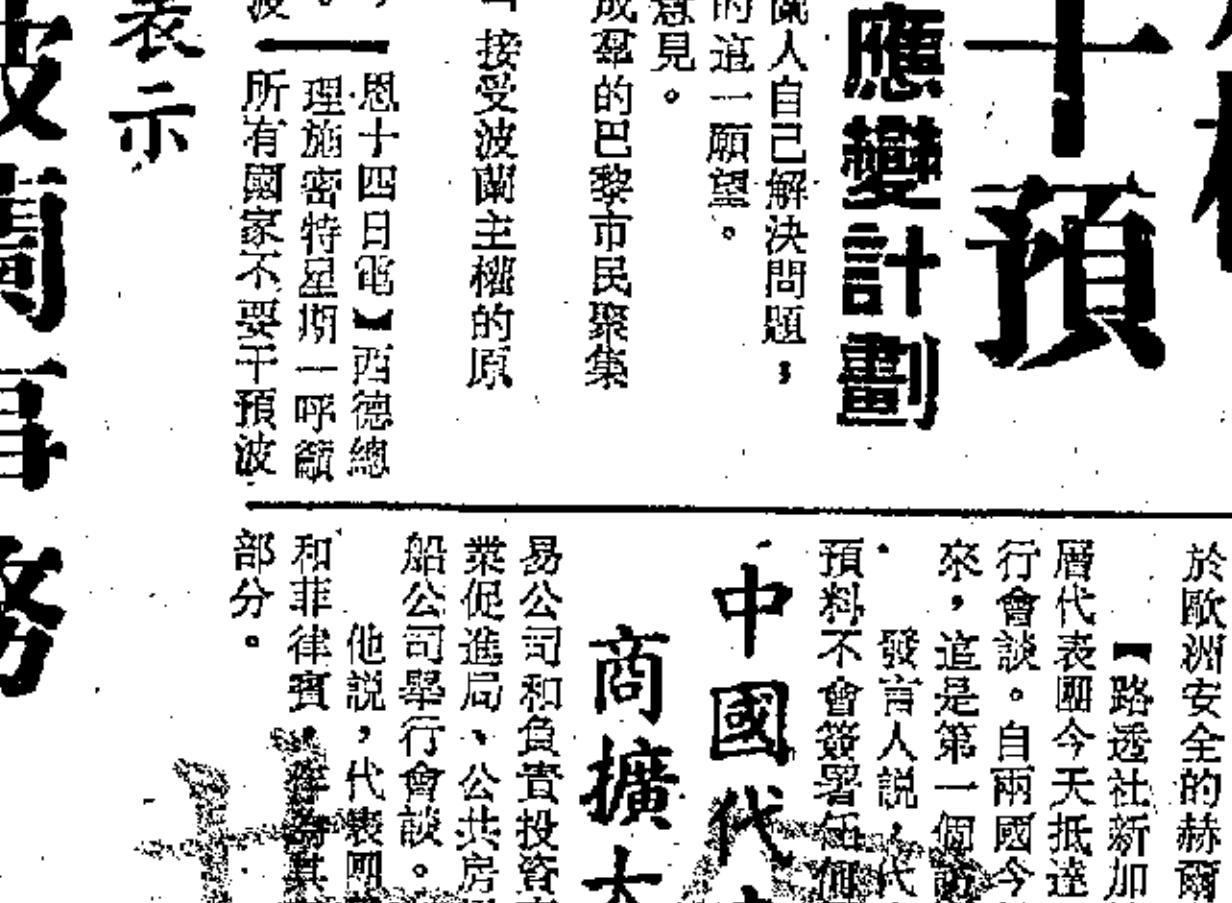 干預
應變計劃
蘭人自己解決問題；
的這一願望。
意見。
成羣的巴黎市民聚集
接受波蘭主權的原
恩十四日電】西德總
理施密特星期一呼籲
所有國家不要干預波
表示
波蘭事務
於歐洲安全的赫爾
【路透社新加
層代表團今天抵達
行會談。自兩國今
來，這是第一個訪
發言人説，代
預料不會簽署任何
中國代
商擴大
易公司和負責投資
業促進局、公共房
船公司舉行會談。
他説，代表團
和菲律賓，作為其
部分。